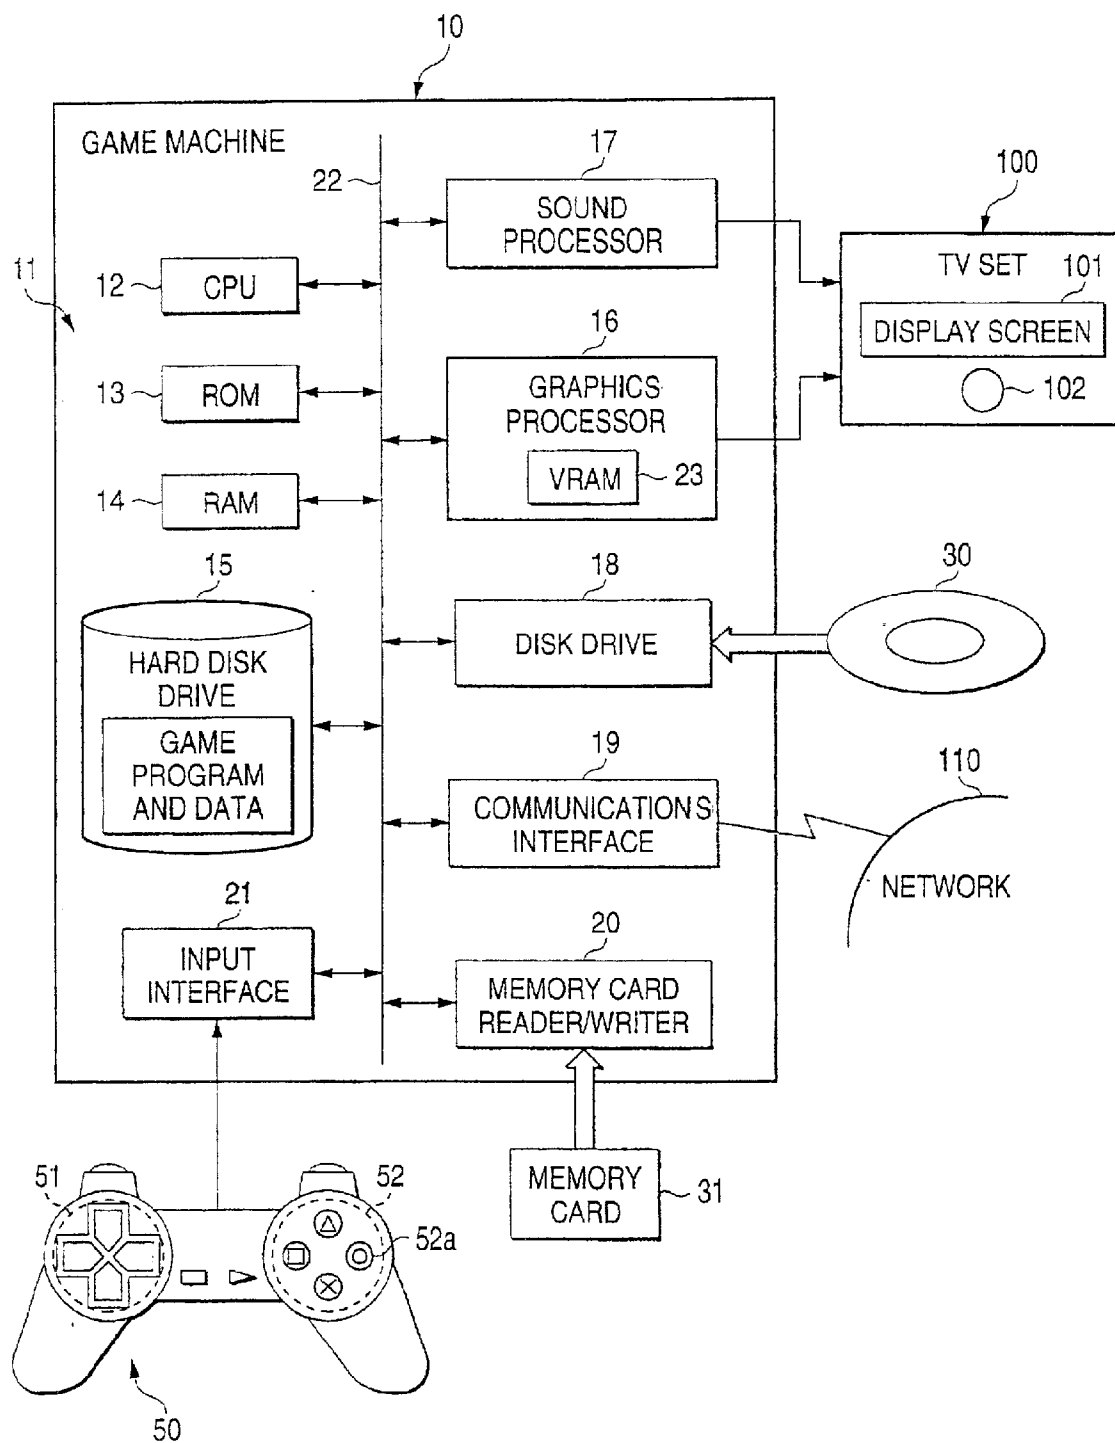 10
GAME MACHINE
22
17
SOUND
PROCESSOR
100
TV SET
101
DISPLAY SCREEN
102
11
12
CPU
16
GRAPHICS
PROCESSOR
VRAM
23
13
ROM
14
RAM
15
HARD DISK
DRIVE
GAME
PROGRAM
AND DATA
18
DISK DRIVE
30
19
COMMUNICATIONS
INTERFACE
110
NETWORK
21
INPUT
INTERFACE
20
MEMORY CARD
READER/WRITER
MEMORY
CARD
31
51
52
52a
50